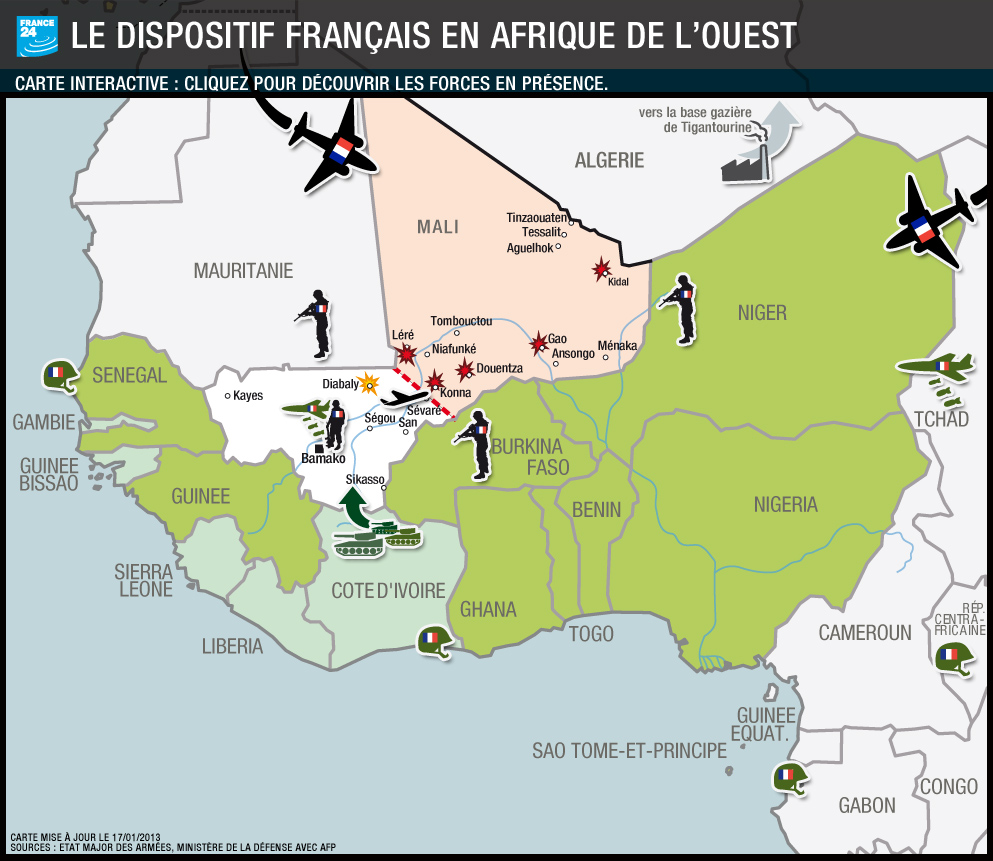 FRANCE
24
LE DISPOSITIF FRANÇAIS EN AFRIQUE DE L'OUEST
CARTE INTERACTIVE : CLIQUEZ POUR DÉCOUVRIR LES FORCES EN PRÉSENCE.
vers la base gazière
de Tigantourine
ALGERIE
Tinzaouaten
Tessalit
Aguelhok
MALI
MAURITANIE
Kidal
NIGER
Tombouctou
Léré
Niafunké
Gao
Ansongo
Ménaka
Douentza
SENEGAL
Diabaly
Konna
Kayes
Sévaré
Ségou
San
TCHAD
GAMBIE
BURKINA
FASO
Bamako
GUINEE
BISSAO
Sikasso
GUINEE
BENIN
NIGERIA
SIERRA
LEONE
COTE D'IVOIRE
GHANA
TOGO
RÉP.
CENTRA-
FRICAINE
CAMEROUN
LIBERIA
GUINEE
EQUAT.
SAO TOME-ET-PRINCIPE
CONGO
GABON
CARTE MISE À JOUR LE 17/01/2013
SOURCES : ETAT MAJOR DES ARMÉES, MINISTÈRE DE LA DÉFENSE AVEC AFP